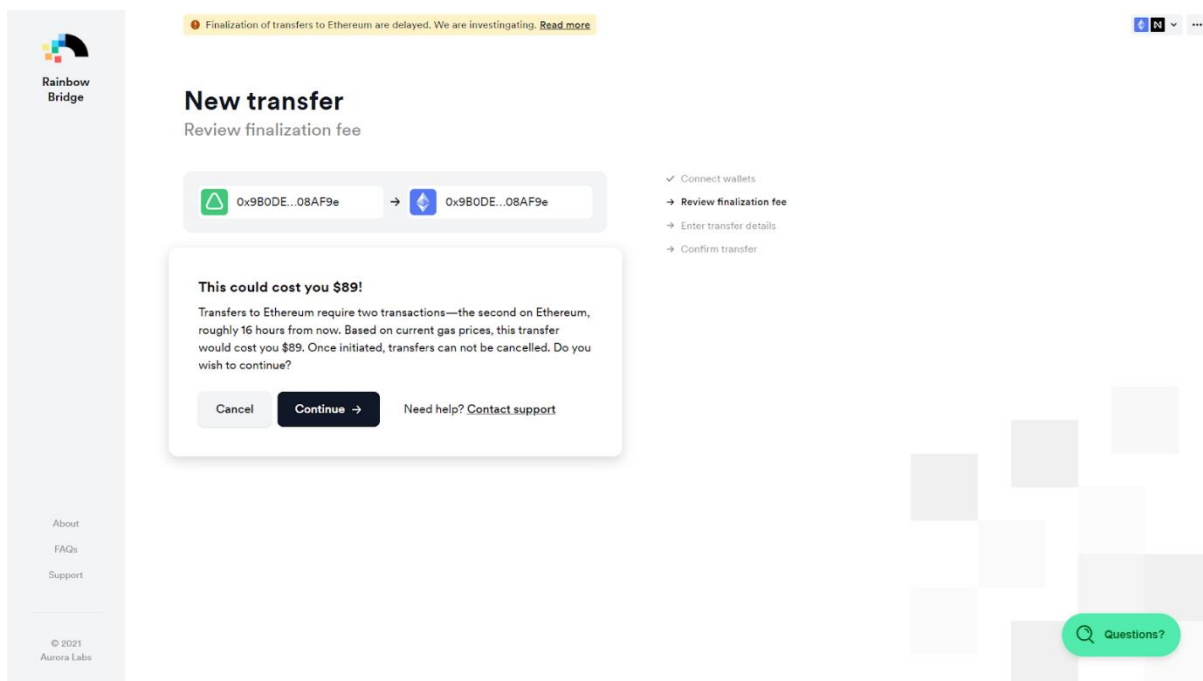 Finalization of transfers to Ethereum are delayed. We are investingating. Read more
Rainbow
Bridge
New transfer
Review finalization fee
0x9B0DE...08AF9e → 0x9B0DE...08AF9e
✓ Connect wallets
→ Review finalization fee
→ Enter transfer details
→ Confirm transfer
This could cost you $89!
Transfers to Ethereum require two transactions—the second on Ethereum,
roughly 16 hours from now. Based on current gas prices, this transfer
would cost you $89. Once initiated, transfers can not be cancelled. Do you
wish to continue?
Cancel
Continue →
Need help? Contact support
About
FAQs
Support
© 2021
Aurora Labs
Questions?